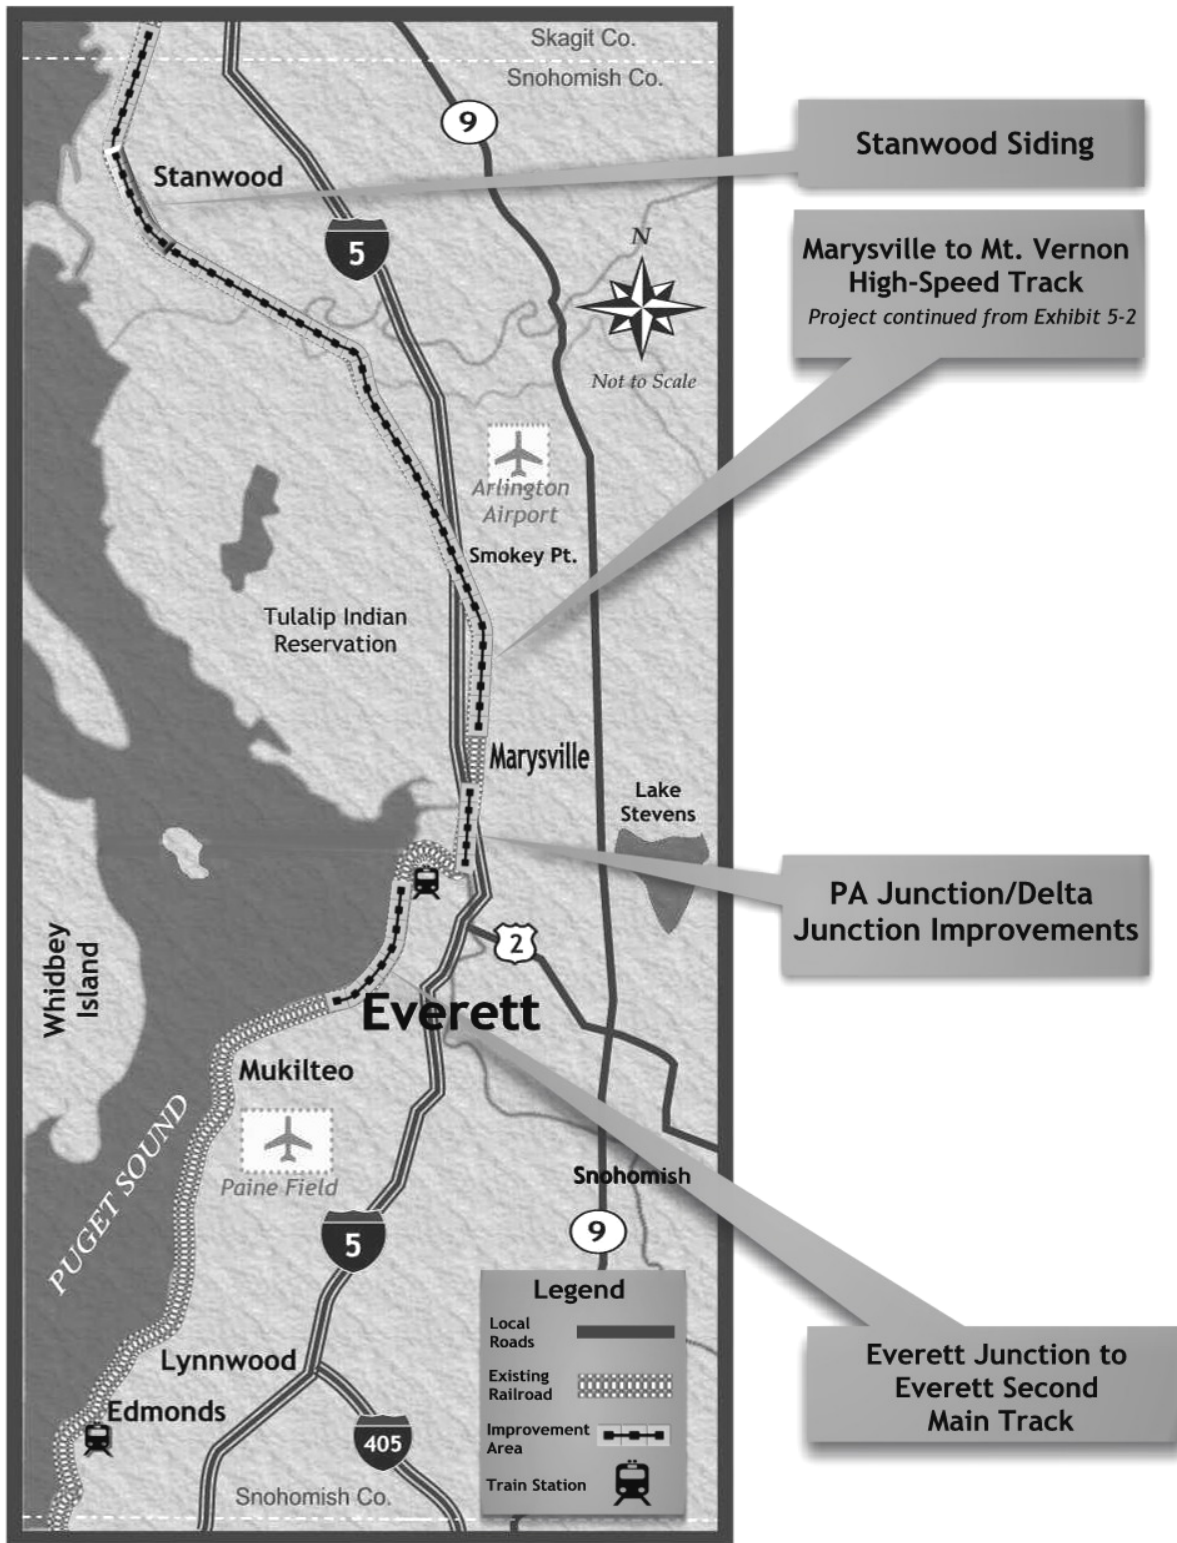 Skagit Co.
Snohomish Co.
9
Stanwood Siding
Stanwood
5
N
Marysville to Mt. Vernon
High-Speed Track
Project continued from Exhibit 5-2
Not to Scale
Arlington
Airport
Smokey Pt.
Tulalip Indian
Reservation
Marysville
Lake
Stevens
PA Junction/Delta
Junction Improvements
2
Whidbey
Island
Everett
Mukilteo
PUGET SOUND
Paine Field
Snohomish
9
5
Legend
Local
Roads
Existing
Railroad
Improvement
Area
Train Station
Lynnwood
Edmonds
405
Snohomish Co.
Everett Junction to
Everett Second
Main Track